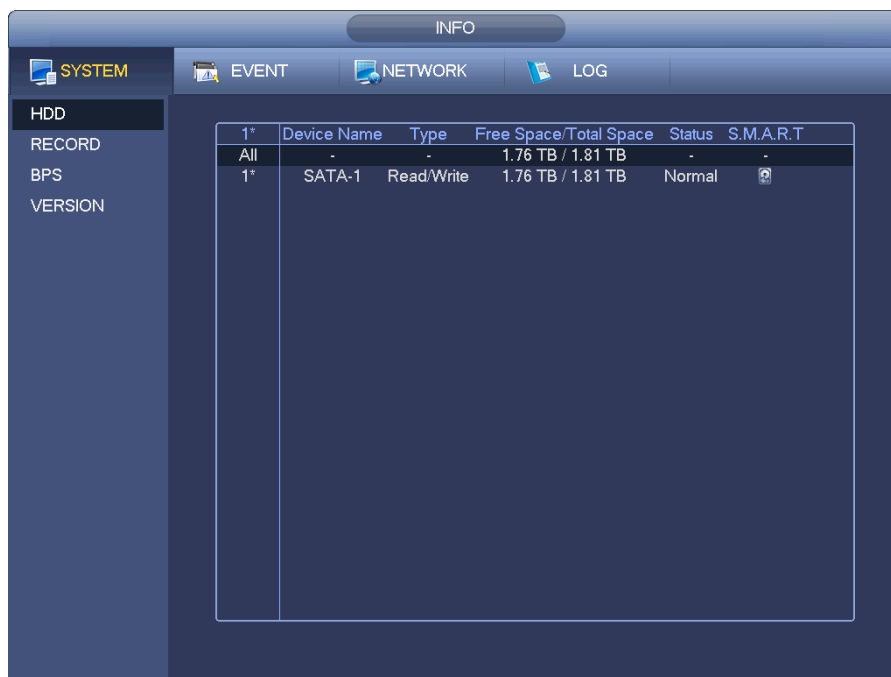 INFO
SYSTEM EVENT NETWORK LOG
HDD
RECORD
BPS
VERSION
1* Device Name Type Free Space/Total Space Status S.M.A.R.T
All - - 1.76 TB / 1.81 TB - -
1* SATA-1 Read/Write 1.76 TB / 1.81 TB Normal